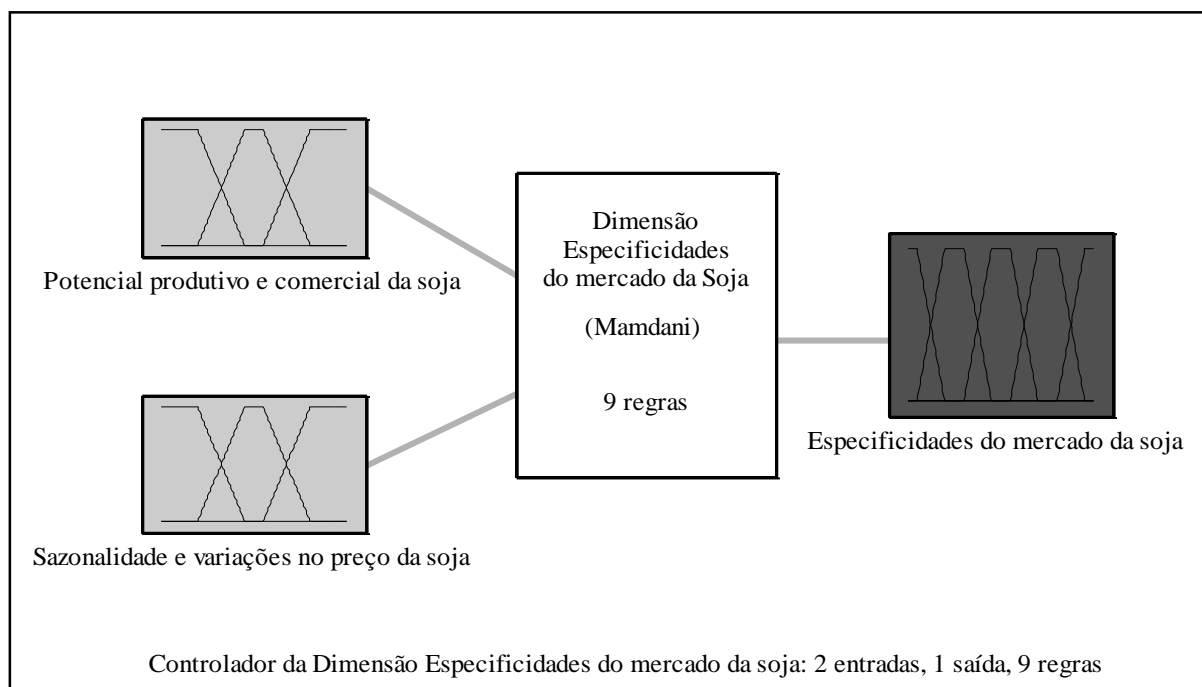 Potencial produtivo e comercial da soja
Sazonalidade e variações no preço da soja
Dimensão
Especificidades
do mercado da Soja
(Mamdani)
9 regras
Especificidades do mercado da soja
Controlador da Dimensão Especificidades do mercado da soja: 2 entradas, 1 saída, 9 regras